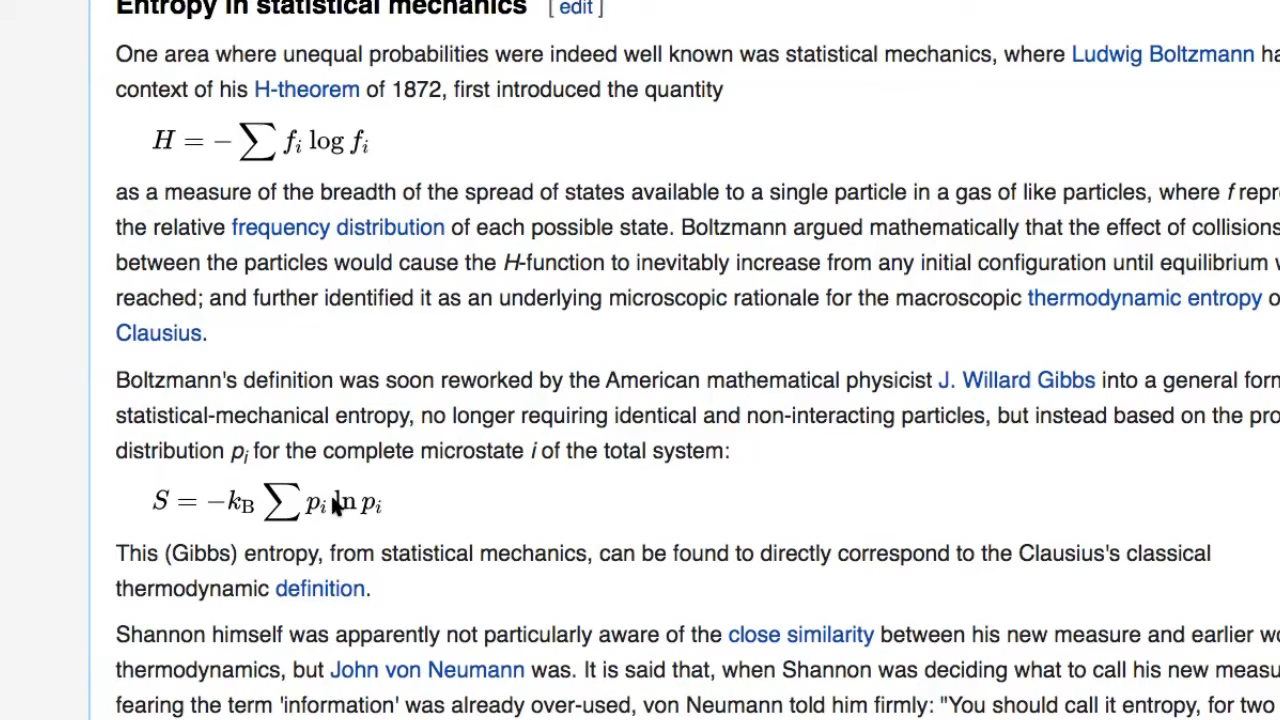 Entropy in statistical mechanics [ edit ]
One area where unequal probabilities were indeed well known was statistical mechanics, where Ludwig Boltzmann
context of his H-theorem of 1872, first introduced the quantity
H = − ∑ fᵢ log fᵢ
as a measure of the breadth of the spread of states available to a single particle in a gas of like particles, where f
the relative frequency distribution of each possible state. Boltzmann argued mathematically that the effect of collisions
between the particles would cause the H-function to inevitably increase from any initial configuration until equilibrium
reached; and further identified it as an underlying microscopic rationale for the macroscopic thermodynamic entropy
Clausius.
Boltzmann's definition was soon reworked by the American mathematical physicist J. Willard Gibbs into a general
statistical-mechanical entropy, no longer requiring identical and non-interacting particles, but instead based on the
distribution pᵢ for the complete microstate i of the total system:
S = −k_B ∑ pᵢ ln pᵢ
This (Gibbs) entropy, from statistical mechanics, can be found to directly correspond to the Clausius's classical
thermodynamic definition.
Shannon himself was apparently not particularly aware of the close similarity between his new measure and earlier
thermodynamics, but John von Neumann was. It is said that, when Shannon was deciding what to call his new
fearing the term 'information' was already over-used, von Neumann told him firmly: "You should call it entropy, for two